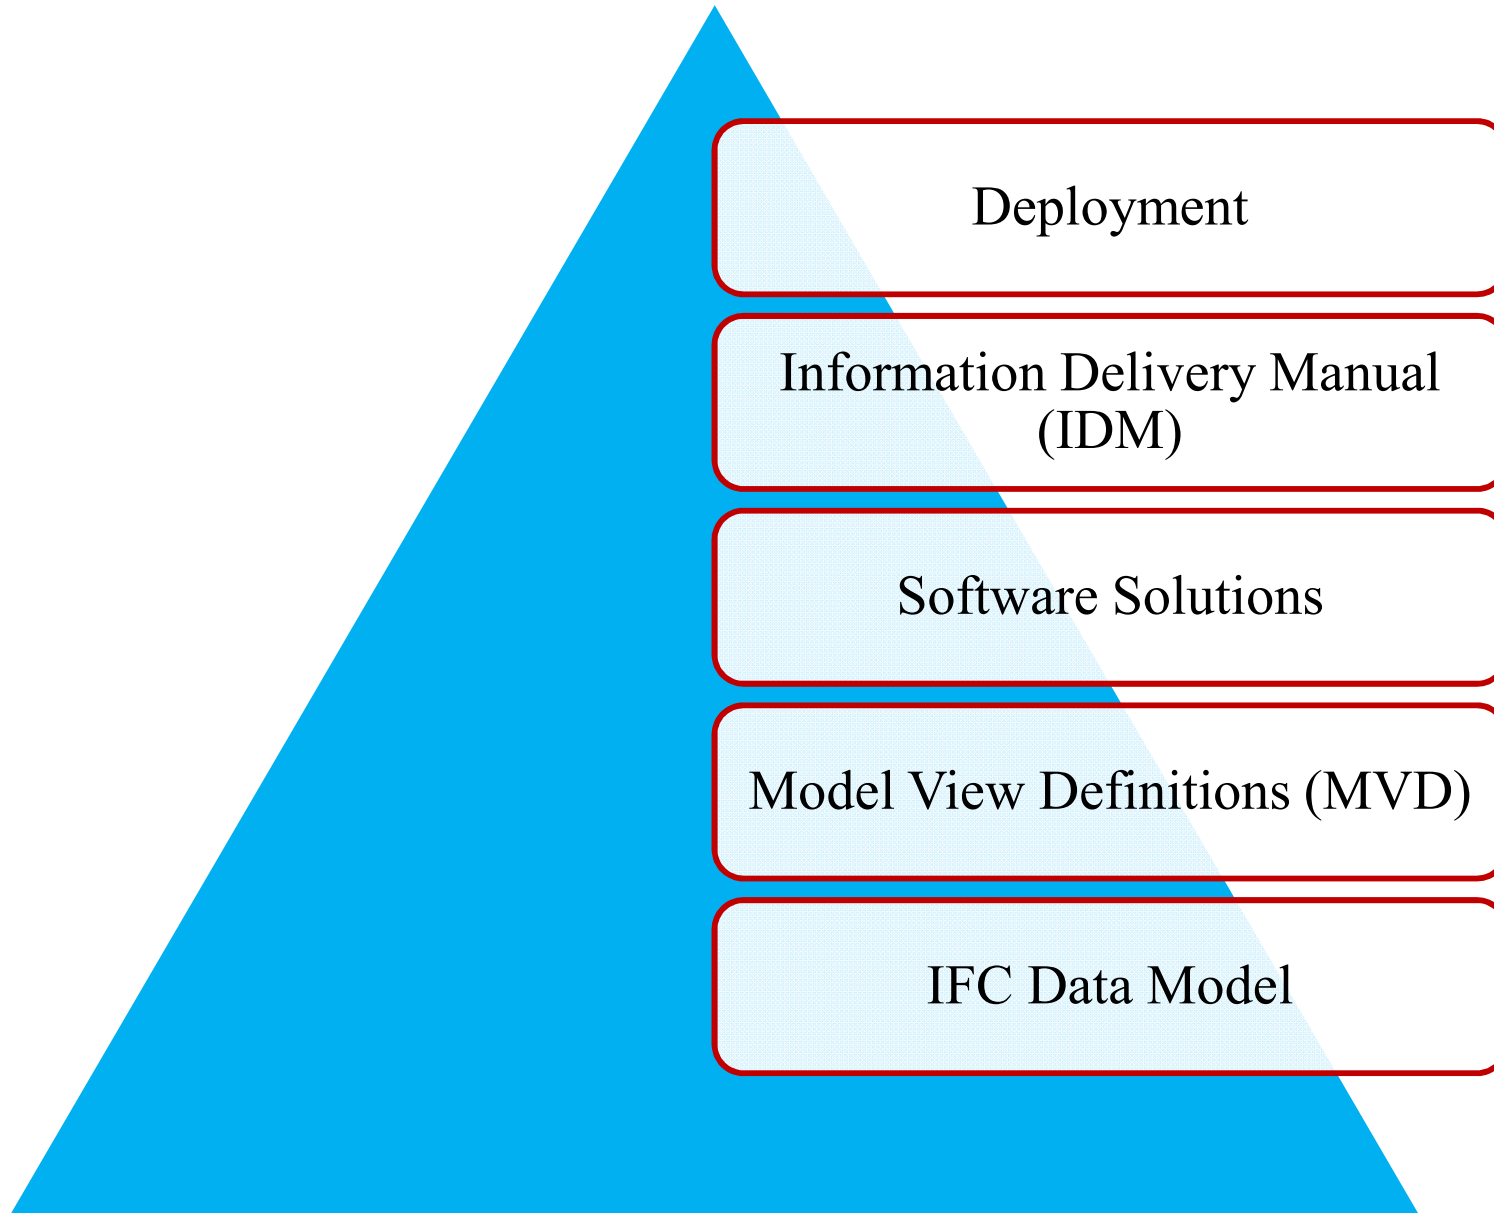 Deployment
Information Delivery Manual
(IDM)
Software Solutions
Model View Definitions (MVD)
IFC Data Model